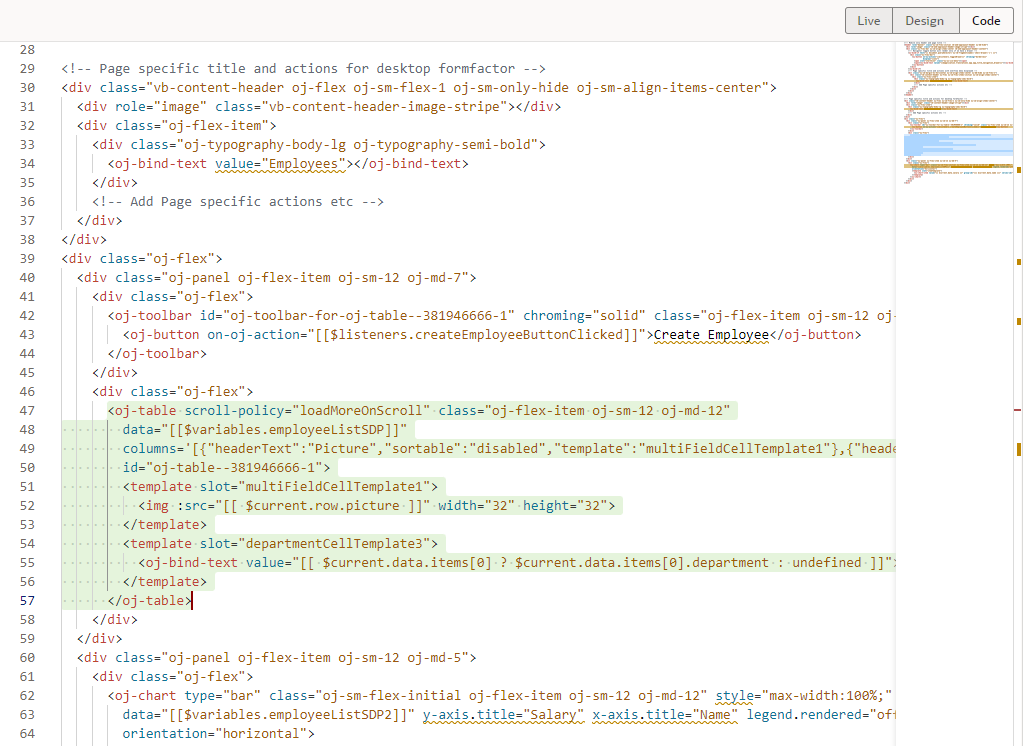 Live Design Code
28
29 <!-- Page specific title and actions for desktop formfactor -->
30 <div class="vb-content-header oj-flex oj-sm-flex-1 oj-sm-only-hide oj-sm-align-items-center">
31 <div role="image" class="vb-content-header-image-stripe"></div>
32 <div class="oj-flex-item">
33 <div class="oj-typography-body-lg oj-typography-semi-bold">
34 <oj-bind-text value="Employees"></oj-bind-text>
35 </div>
36 <!-- Add Page specific actions etc -->
37 </div>
38 </div>
39 <div class="oj-flex">
40 <div class="oj-panel oj-flex-item oj-sm-12 oj-md-7">
41 <div class="oj-flex">
42 <oj-toolbar id="oj-toolbar-for-oj-table--381946666-1" chroming="solid" class="oj-flex-item oj-sm-12 oj-
43 <oj-button on-oj-action="[[$listeners.createEmployeeButtonClicked]]">Create Employee</oj-button>
44 </oj-toolbar>
45 </div>
46 <div class="oj-flex">
47 <oj-table scroll-policy="loadMoreOnScroll" class="oj-flex-item oj-sm-12 oj-md-12"
48 data="[[$variables.employeeListSDP]]"
49 columns='[{"headerText":"Picture","sortable":"disabled","template":"multiFieldCellTemplate1"},{"heade
50 id="oj-table--381946666-1">
51 <template slot="multiFieldCellTemplate1">
52 <img :src="[[ $current.row.picture ]]" width="32" height="32">
53 </template>
54 <template slot="departmentCellTemplate3">
55 <oj-bind-text value="[[ $current.data.items[0] ? $current.data.items[0].department : undefined ]]">
56 </template>
57 </oj-table>
58 </div>
59 </div>
60 <div class="oj-panel oj-flex-item oj-sm-12 oj-md-5">
61 <div class="oj-flex">
62 <oj-chart type="bar" class="oj-sm-flex-initial oj-flex-item oj-sm-12 oj-md-12" style="max-width:100%;"
63 data="[[$variables.employeeListSDP2]]" y-axis.title="Salary" x-axis.title="Name" legend.rendered="off
64 orientation="horizontal">